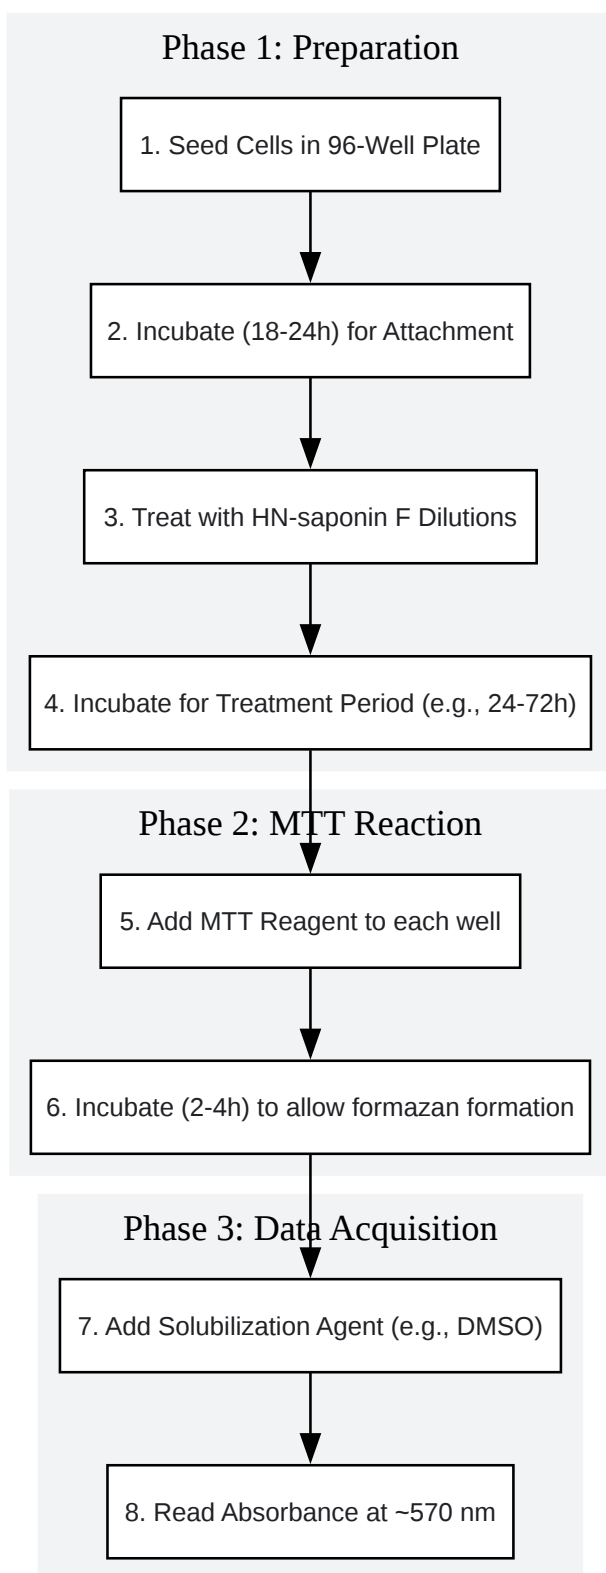 Phase 1: Preparation
1. Seed Cells in 96-Well Plate
2. Incubate (18-24h) for Attachment
3. Treat with HN-saponin F Dilutions
4. Incubate for Treatment Period (e.g., 24-72h)
Phase 2: MTT Reaction
5. Add MTT Reagent to each well
6. Incubate (2-4h) to allow formazan formation
Phase 3: Data Acquisition
7. Add Solubilization Agent (e.g., DMSO)
8. Read Absorbance at ~570 nm